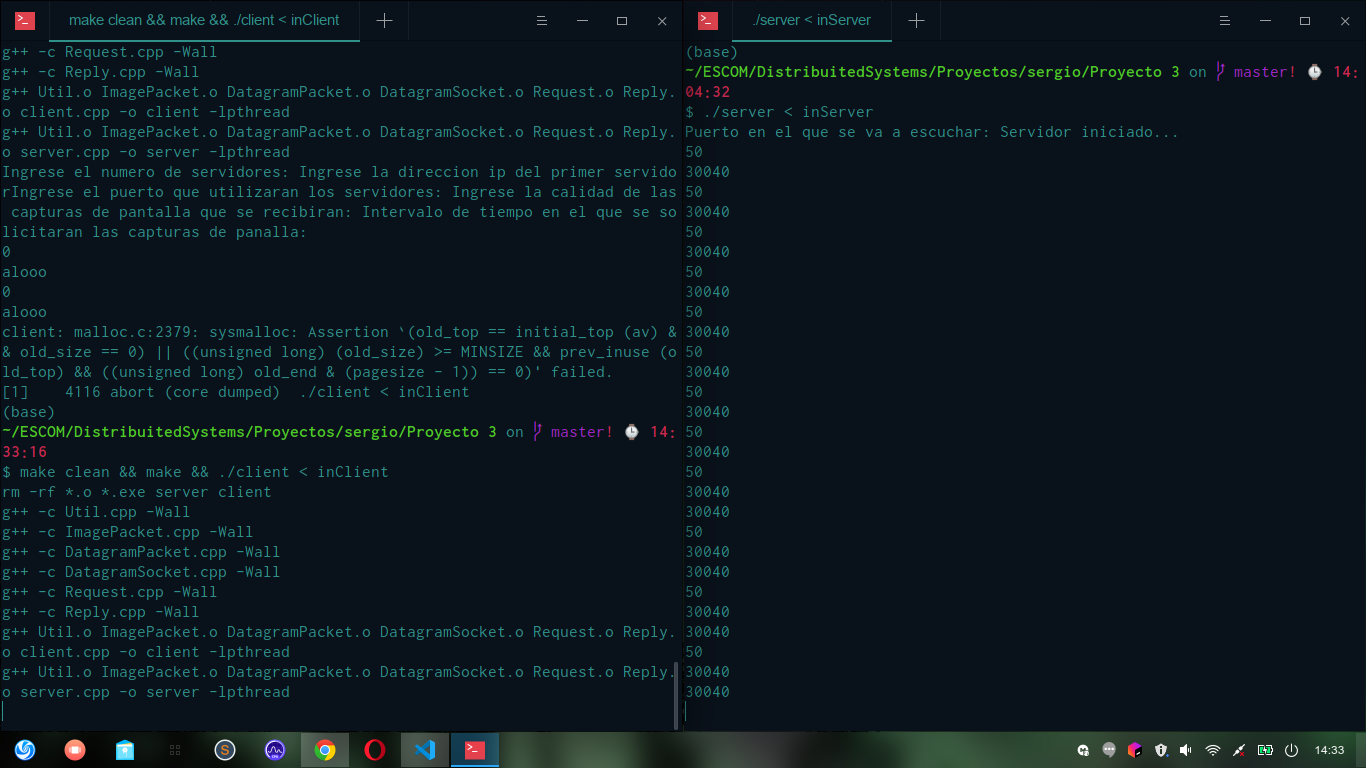 make clean && make && ./client < inClient
g++ -c Request.cpp -Wall
g++ -c Reply.cpp -Wall
g++ Util.o ImagePacket.o DatagramPacket.o DatagramSocket.o Request.o Reply.
o client.cpp -o client -lpthread
g++ Util.o ImagePacket.o DatagramPacket.o DatagramSocket.o Request.o Reply.
o server.cpp -o server -lpthread
Ingrese el numero de servidores: Ingrese la direccion ip del primer servido
rIngrese el puerto que utilizaran los servidores: Ingrese la calidad de las
capturas de pantalla que se recibiran: Intervalo de tiempo en el que se so
licitaran las capturas de panalla:
0
alooo
0
alooo
client: malloc.c:2379: sysmalloc: Assertion `(old_top == initial_top (av) &
& old_size == 0) || ((unsigned long) (old_size) >= MINSIZE && prev_inuse (o
ld_top) && ((unsigned long) old_end & (pagesize - 1)) == 0)' failed.
[1]    4116 abort (core dumped)  ./client < inClient
(base)
~/ESCOM/DistribuitedSystems/Proyectos/sergio/Proyecto 3 on master! ⌚ 14:
33:16
$ make clean && make && ./client < inClient
rm -rf *.o *.exe server client
g++ -c Util.cpp -Wall
g++ -c ImagePacket.cpp -Wall
g++ -c DatagramPacket.cpp -Wall
g++ -c DatagramSocket.cpp -Wall
g++ -c Request.cpp -Wall
g++ -c Reply.cpp -Wall
g++ Util.o ImagePacket.o DatagramPacket.o DatagramSocket.o Request.o Reply.
o client.cpp -o client -lpthread
g++ Util.o ImagePacket.o DatagramPacket.o DatagramSocket.o Request.o Reply.
o server.cpp -o server -lpthread
./server < inServer
(base)
~/ESCOM/DistribuitedSystems/Proyectos/sergio/Proyecto 3 on master! ⌚ 14:
04:32
$ ./server < inServer
Puerto en el que se va a escuchar: Servidor iniciado...
50
30040
50
30040
50
30040
50
30040
50
30040
50
30040
50
30040
50
30040
50
30040
30040
50
30040
30040
50
30040
30040
50
30040
30040
14:33